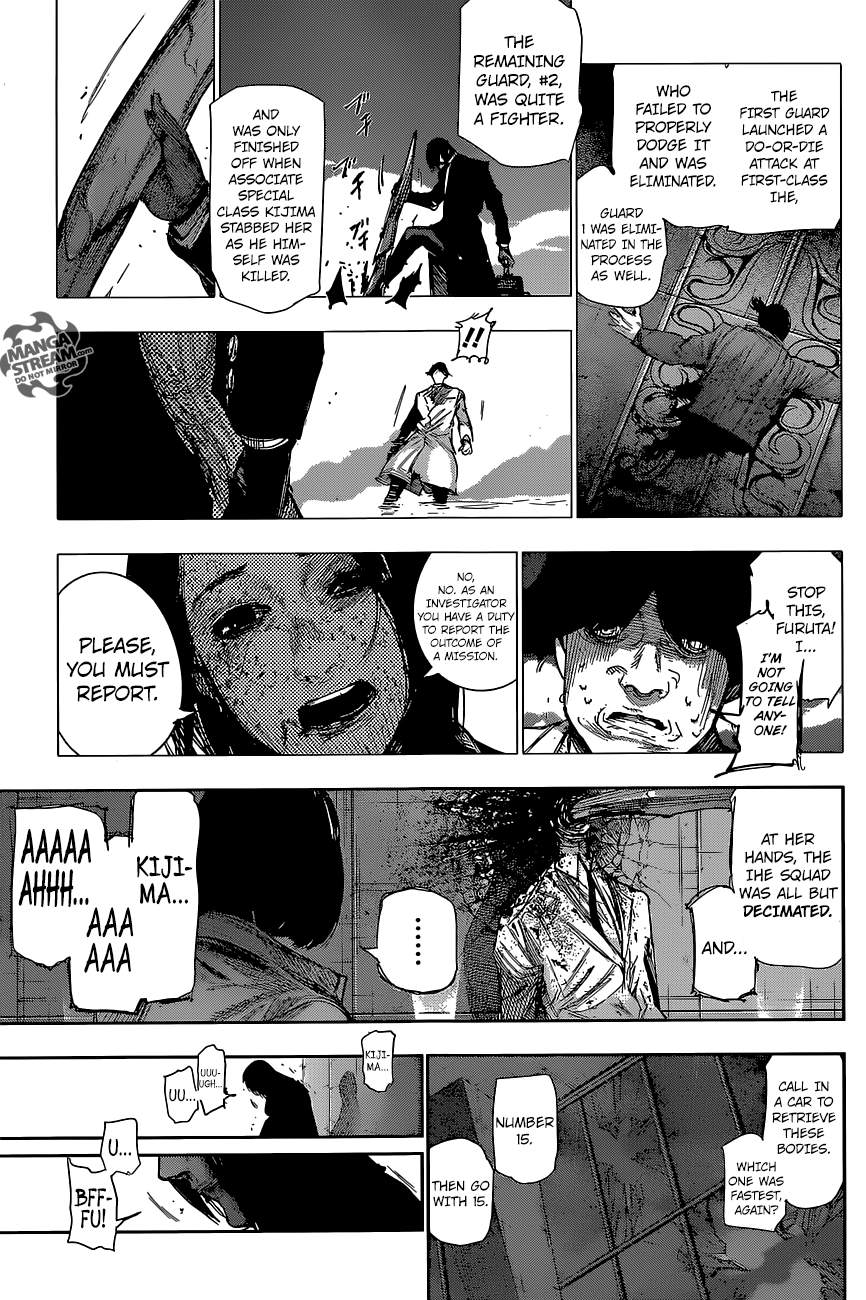 THE
FIRST GUARD
LAUNCHED A
DO-OR-DIE
ATTACK AT
FIRST-CLASS
IHE,
WHO
FAILED TO
PROPERLY
DODGE IT
AND WAS
ELIMINATED.
GUARD
1 WAS ELIMI-
NATED IN THE
PROCESS
AS WELL.
THE
REMAINING
GUARD, #2,
WAS QUITE
A FIGHTER.
AND
WAS ONLY
FINISHED
OFF WHEN
ASSOCIATE
SPECIAL
CLASS KIJIMA
STABBED HER
AS HE HIM-
SELF WAS
KILLED.
ズッ
ズッ
!!
MANGA
STREAM.com
DO NOT MIRROR!
STOP
THIS,
FURUTA!
I...
I'M
NOT
GOING
TO TELL
ANY-
ONE!
NO,
NO. AS AN
INVESTIGATOR
YOU HAVE A DUTY
TO REPORT THE
OUTCOME OF
A MISSION.
PLEASE,
YOU MUST
REPORT.
AT HER
HANDS, THE
IHE SQUAD
WAS ALL BUT
DECIMATED.
AND...
......
KIJI-
MA...
AAAAA
AHHH...
AAA
AAA
CALL IN
A CAR TO
RETRIEVE
THESE
BODIES.
WHICH
ONE WAS
FASTEST,
AGAIN?
NUMBER
15.
THEN GO
WITH 15.
KIJI-
MA...
UUU-
UGH...
UU...
U...
BFF-
FU!